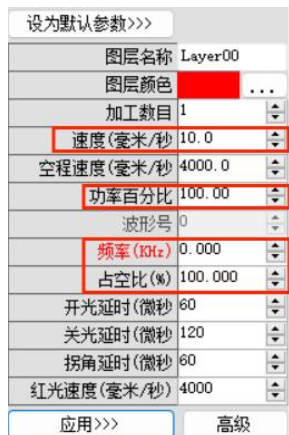 设为默认参数>>>
图层名称 Layer00
图层颜色 ...
加工数目 1
速度(毫米/秒 10.0
空程速度(毫米/秒 4000.0
功率百分比 100.00
波形号 0
频率(KHz) 0.000
占空比(%) 100.000
开光延时(微秒 60
关光延时(微秒 120
拐角延时(微秒 60
红光速度(毫米/秒) 4000
应用>>> 高级